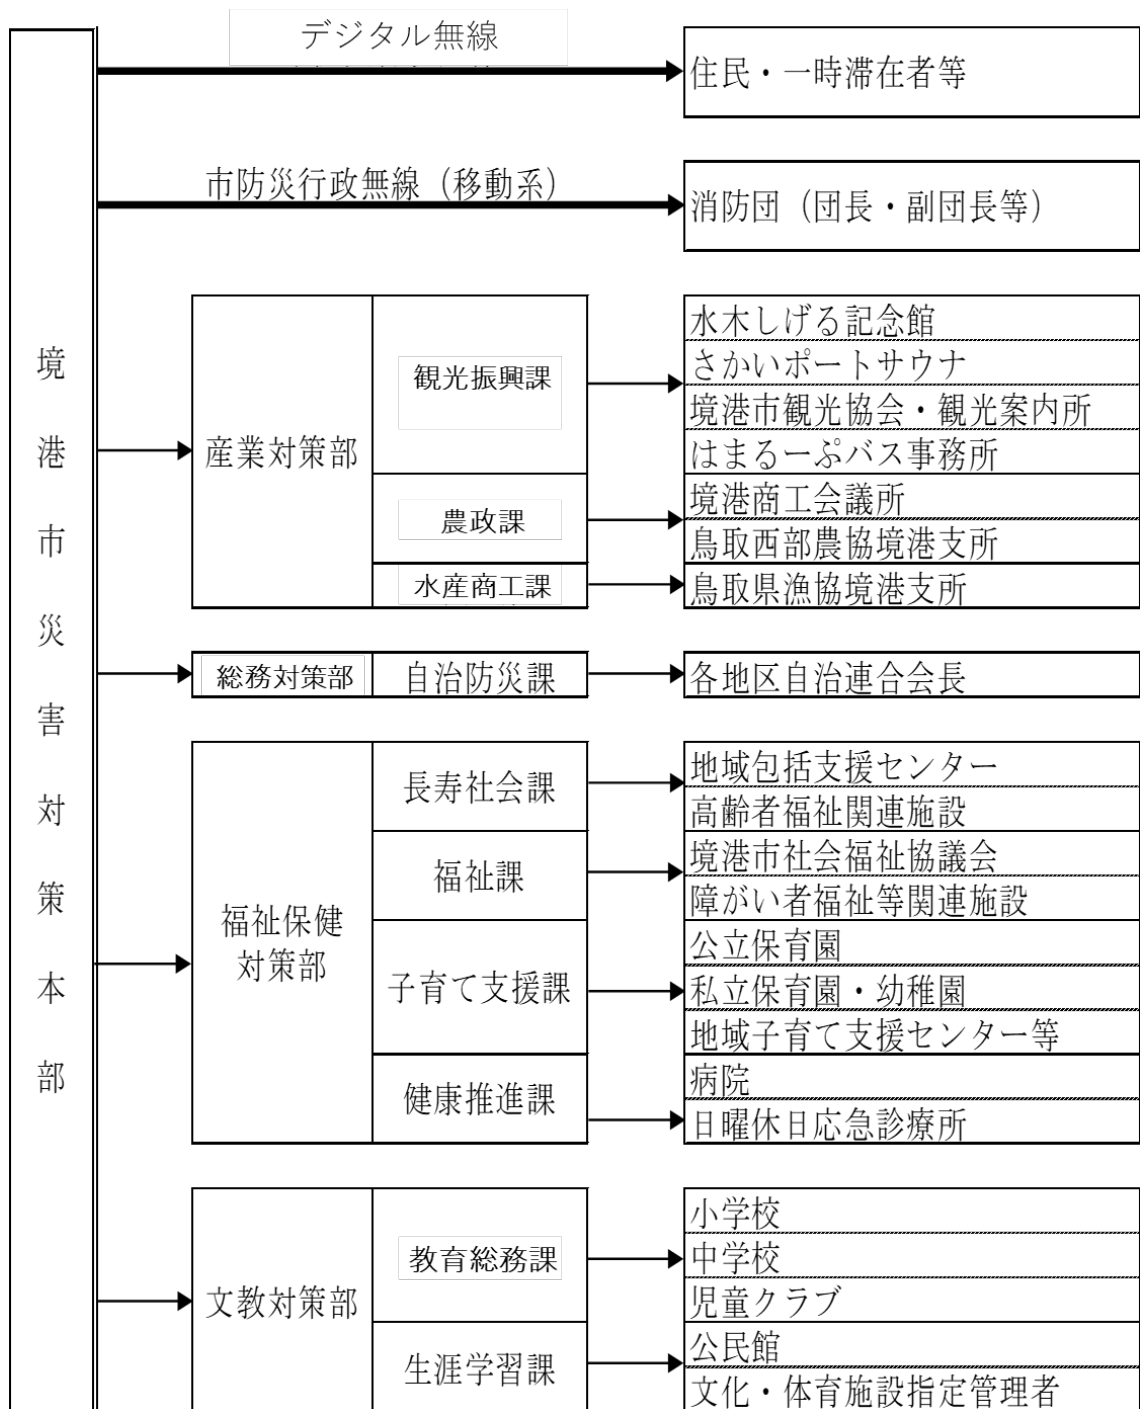 境港市災害対策本部
デジタル無線
住民・一時滞在者等
市防災行政無線（移動系）
消防団（団長・副団長等）
産業対策部
観光振興課
水木しげる記念館
さかいポートサウナ
境港市観光協会・観光案内所
はまるーぷバス事務所
農政課
境港商工会議所
鳥取西部農協境港支所
水産商工課
鳥取県漁協境港支所
総務対策部
自治防災課
各地区自治連合会長
福祉保健
対策部
長寿社会課
地域包括支援センター
高齢者福祉関連施設
福祉課
境港市社会福祉協議会
障がい者福祉等関連施設
子育て支援課
公立保育園
私立保育園・幼稚園
地域子育て支援センター等
健康推進課
病院
日曜休日応急診療所
文教対策部
教育総務課
小学校
中学校
児童クラブ
生涯学習課
公民館
文化・体育施設指定管理者